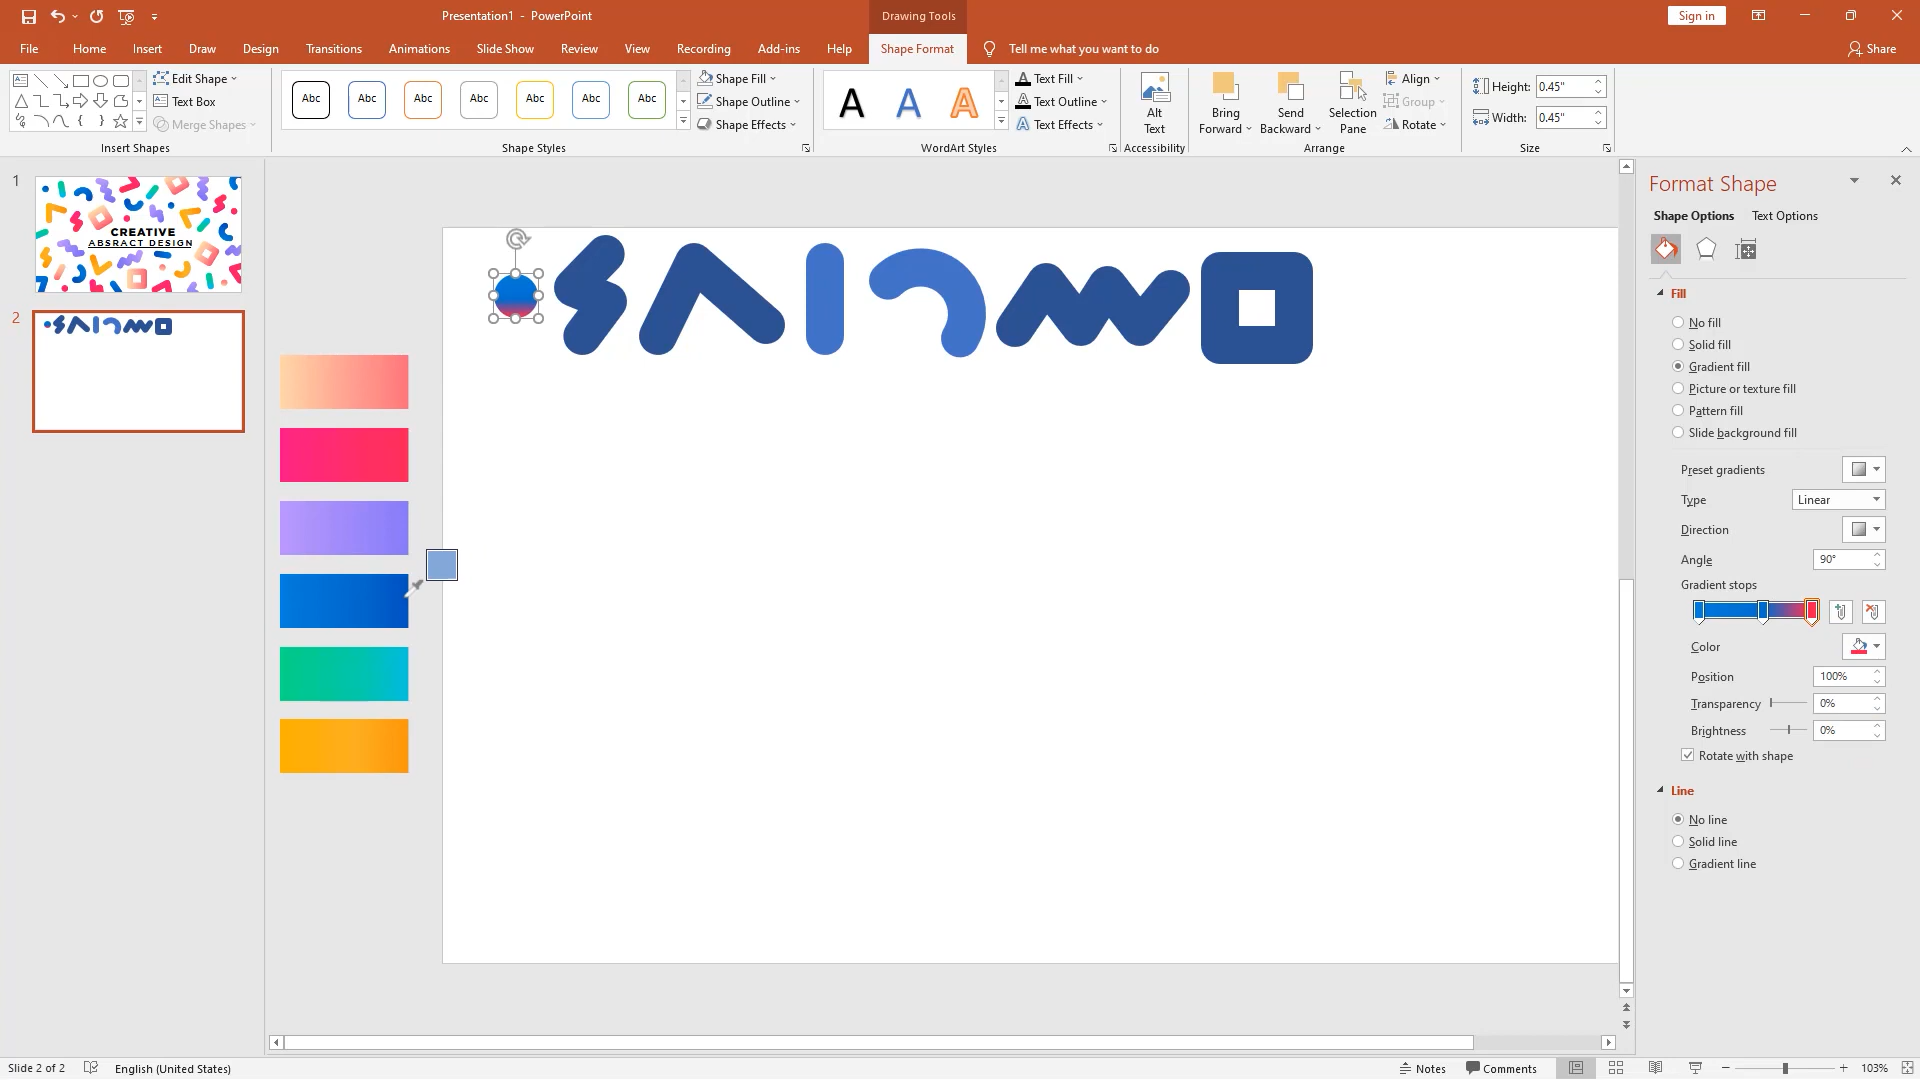 Presentation1 - PowerPoint
Drawing Tools
Sign in
File
Home
Insert
Draw
Design
Transitions
Animations
Slide Show
Review
View
Recording
Add-ins
Help
Shape Format
Tell me what you want to do
Share
Edit Shape
Text Box
Merge Shapes
Insert Shapes
Abc
Abc
Abc
Abc
Abc
Abc
Abc
Shape Fill
Shape Outline
Shape Effects
Shape Styles
A
A
A
Text Fill
Text Outline
Text Effects
WordArt Styles
Alt
Text
Accessibility
Bring
Forward
Send
Backward
Selection
Pane
Align
Group
Rotate
Arrange
Height: 0.45"
Width: 0.45"
Size
1
CREATIVE
ABSRACT DESIGN
2
Format Shape
Shape Options
Text Options
Fill
No fill
Solid fill
Gradient fill
Picture or texture fill
Pattern fill
Slide background fill
Preset gradients
Type
Linear
Direction
Angle
90°
Gradient stops
Color
Position
100%
Transparency
0%
Brightness
0%
Rotate with shape
Line
No line
Solid line
Gradient line
Slide 2 of 2
English (United States)
Notes
Comments
103%